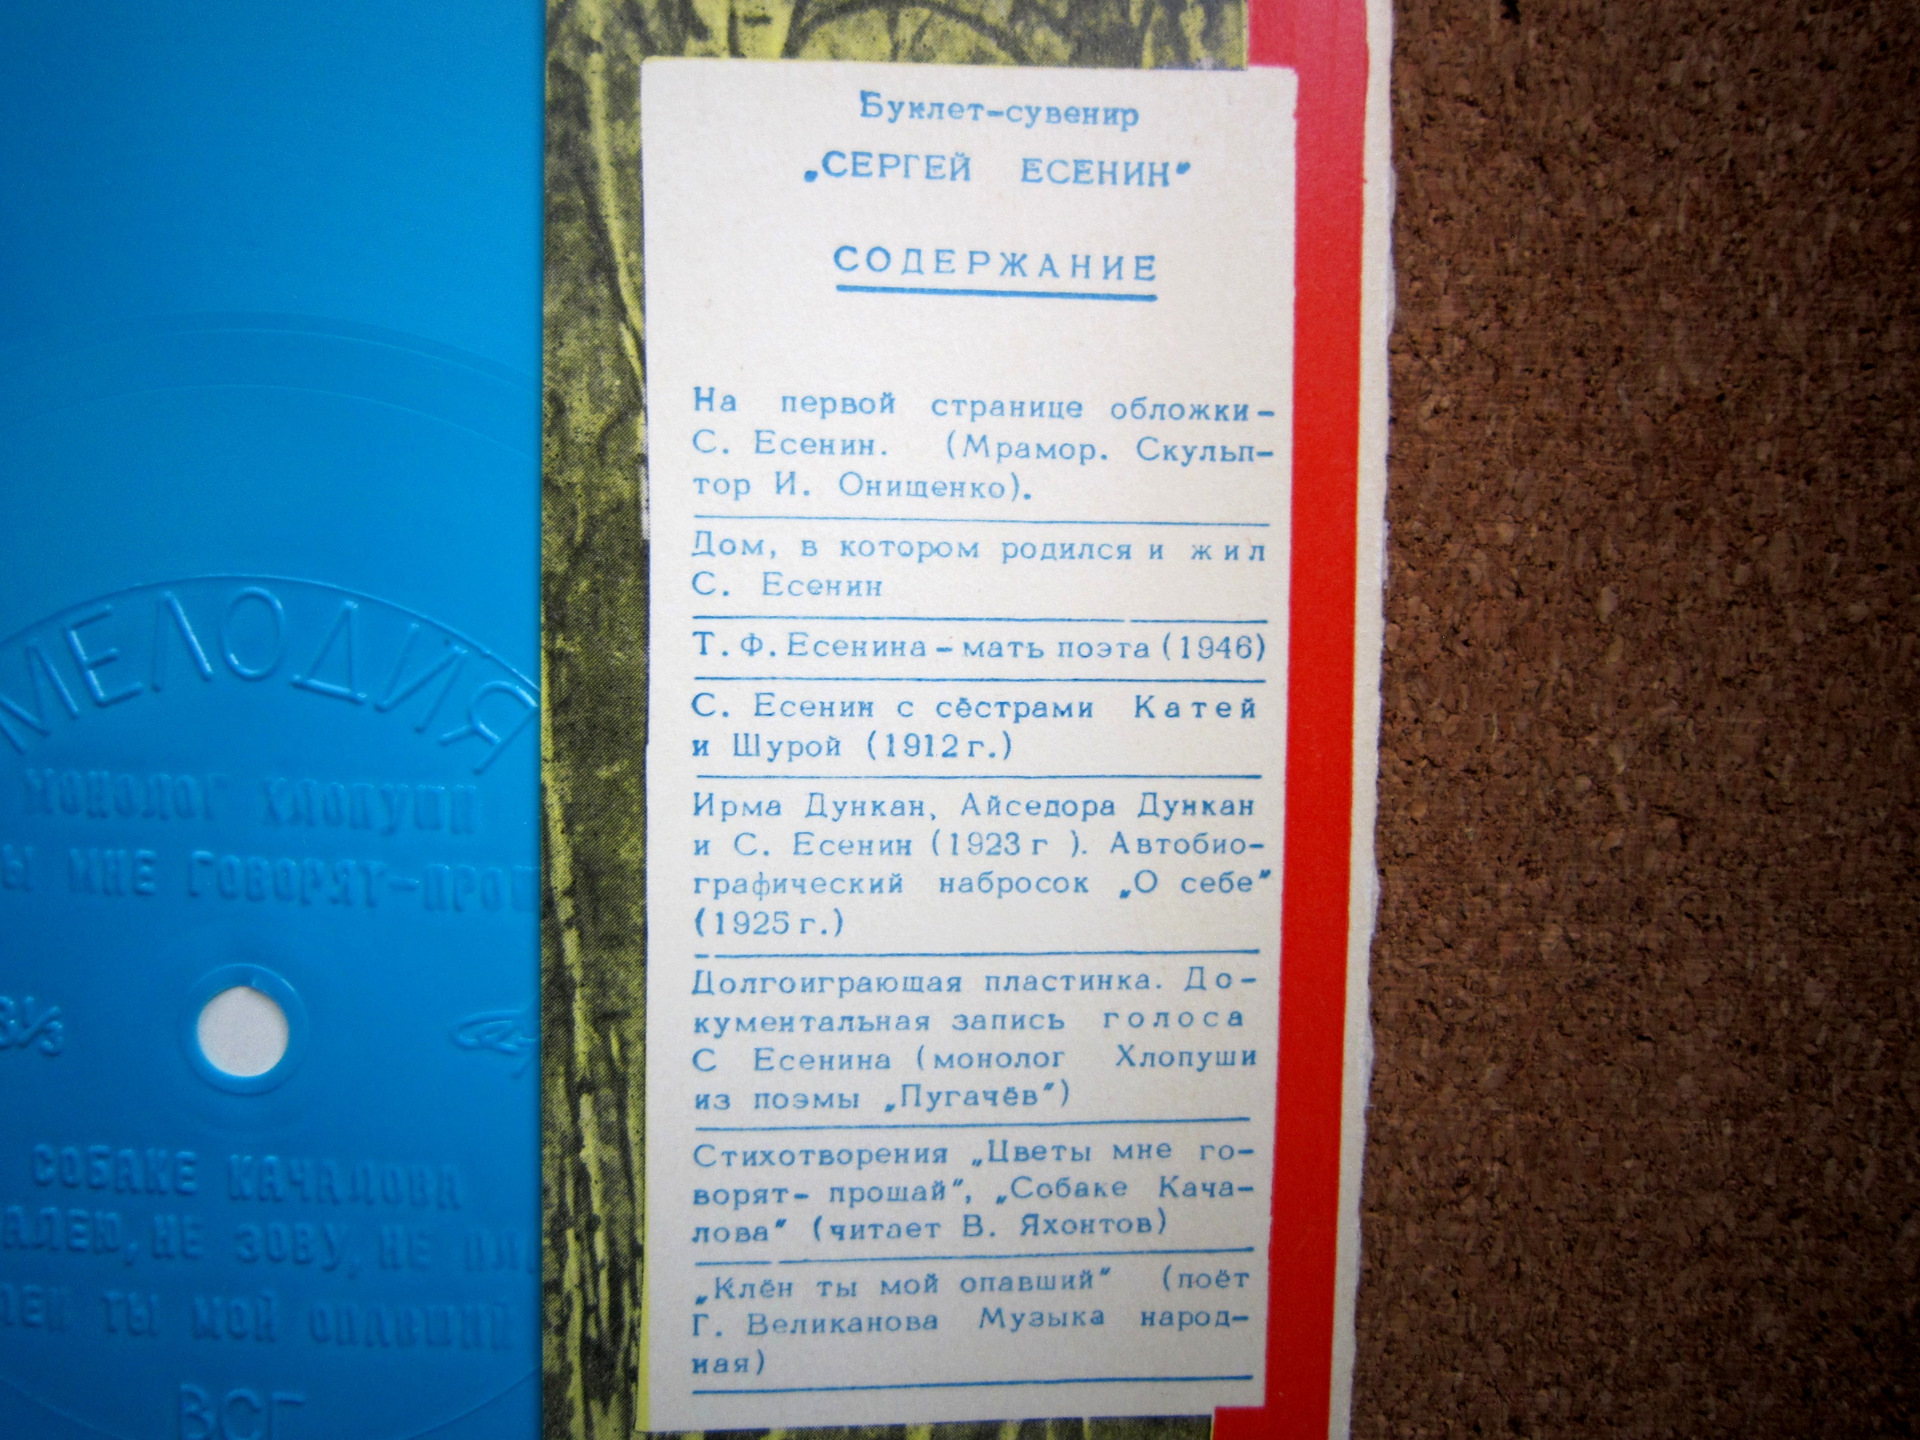 Буклет-сувенир
„СЕРГЕЙ ЕСЕНИН"
СОДЕРЖАНИЕ
На первой странице обложки-
С. Есенин. (Мрамор. Скульп-
тор И. Онищенко).
Дом, в котором родился и жил
С. Есенин
Т. Ф. Есенина - мать поэта (1946)
С. Есенин с сёстрами Катей
и Шурой (1912 г.)
Ирма Дункан, Айседора Дункан
и С. Есенин (1923 г ). Автобио-
графический набросок „О себе"
(1925 г.)
Долгоиграющая пластинка. До-
кументальная запись голоса
С Есенина (монолог Хлопуши
из поэмы „Пугачёв")
Стихотворения „Цветы мне го-
ворят- прощай", „Собаке Кача-
лова" (читает В. Яхонтов)
„Клён ты мой опавший" (поёт
Г. Великанова Музыка народ-
ная)
МЕЛОДИЯ
МОНОЛОГ ХЛОПУШИ
МНЕ ГОВОРЯТ-ПРОЩ
СОБАКЕ КАЧАЛОВА
АЛЕЮ, НЕ ЗОВУ, НЕ ПЛ
ЛЕН ТЫ МОЙ ОПАВШИЙ
ВСГ